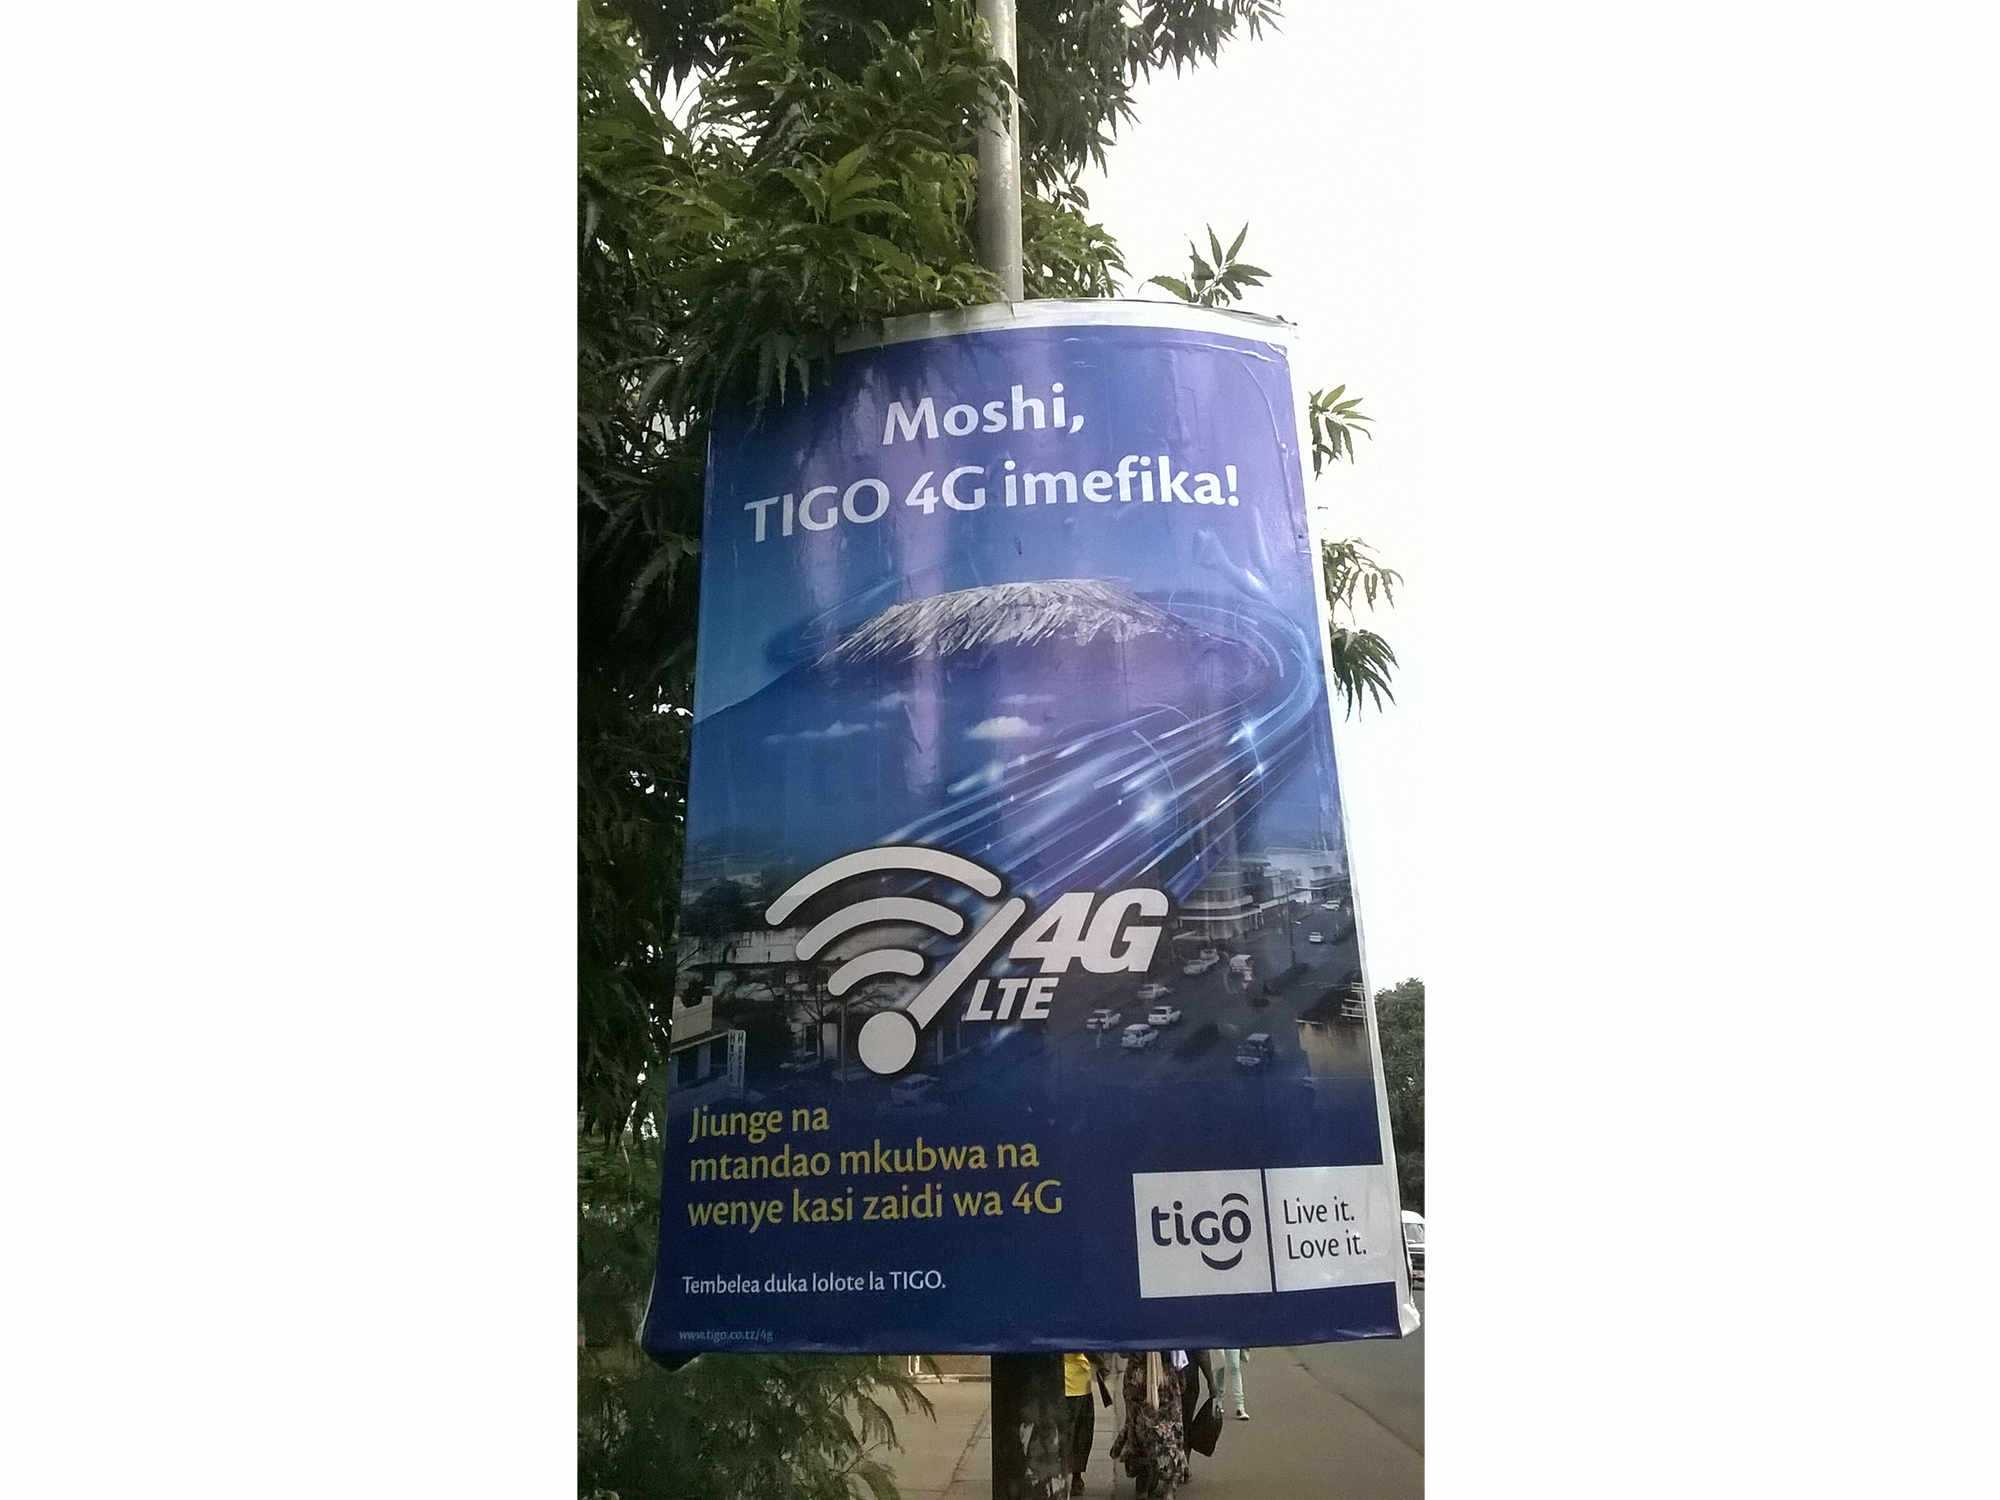 Moshi,
TIGO 4G imefika!
4G
LTE
Jiunge na
mtandao mkubwa na
wenye kasi zaidi wa 4G
Tembelea duka lolote la TIGO.
www.tigo.co.tz/4g
tiGO
Live it.
Love it.